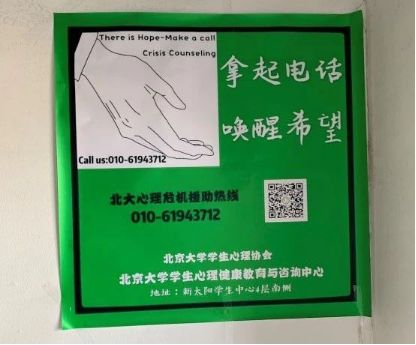 There is Hope-Make a call
Crisis Counseling
Call us:010-61943712
拿起电话
唤醒希望
北大心理危机援助热线
010-61943712
北京大学学生心理协会
北京大学学生心理健康教育与咨询中心
地址：新太阳学生中心4层南侧